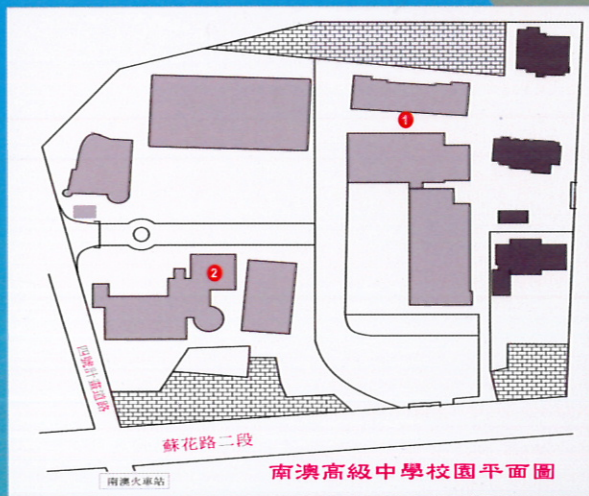 1
2
四號計畫道路
蘇花路二段
南澳火車站
南澳高級中學校園平面圖